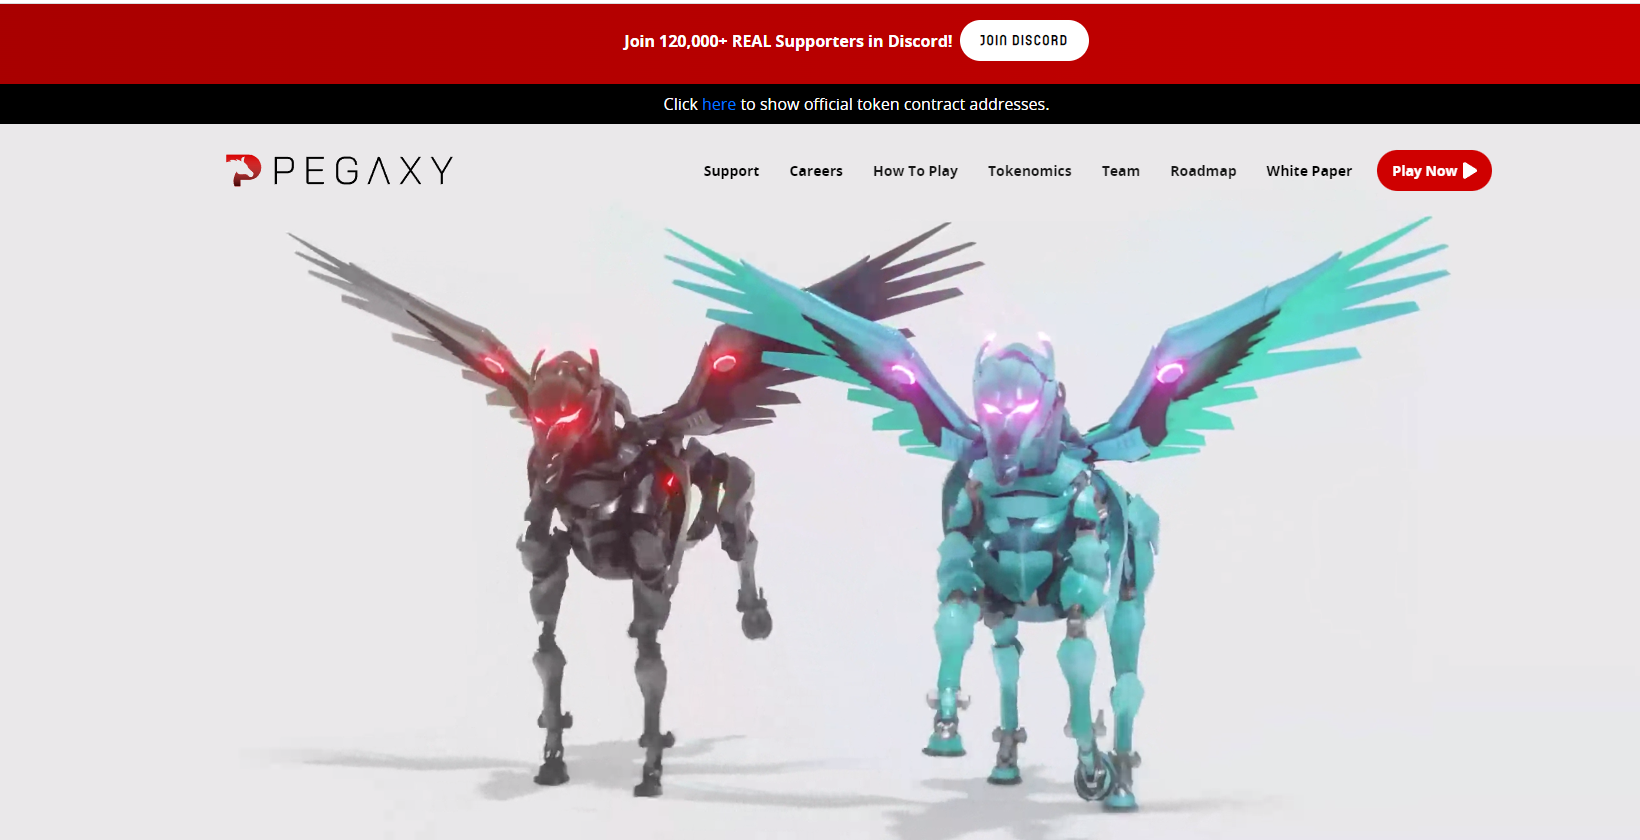 Join 120,000+ REAL Supporters in Discord! JOIN DISCORD
Click here to show official token contract addresses.
PEGAXY Support Careers How To Play Tokenomics Team Roadmap White Paper Play Now